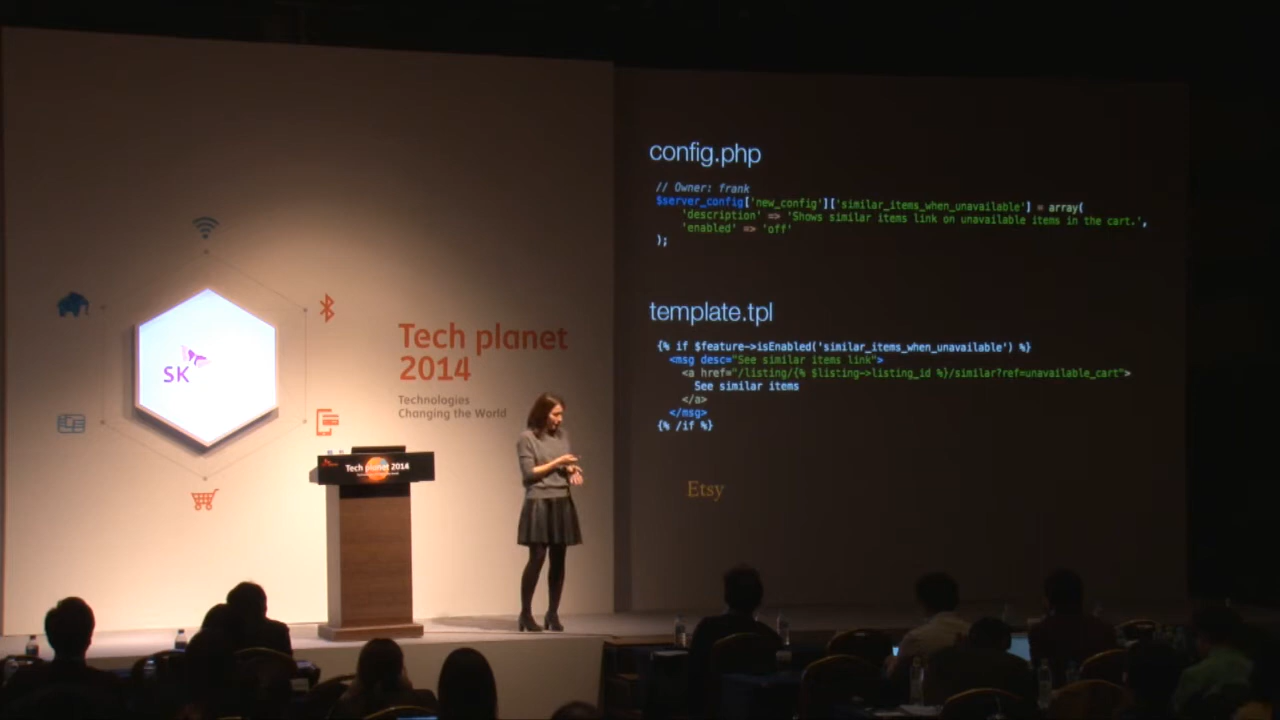 SK
Tech planet
2014
Technologies
Changing the World
Tech planet 2014
config.php
// Owner: frank
$server_config['new_config']['similar_items_when_unavailable'] = array(
'description' => 'Shows similar items link on unavailable items in the cart.',
'enabled' => 'off'
);
template.tpl
{% if $feature->isEnabled('similar_items_when_unavailable') %}
<msg desc="See similar items link">
<a href="/listing/{% $listing->listing_id %}/similar?ref=unavailable_cart">
See similar items
</a>
</msg>
{% /if %}
Etsy